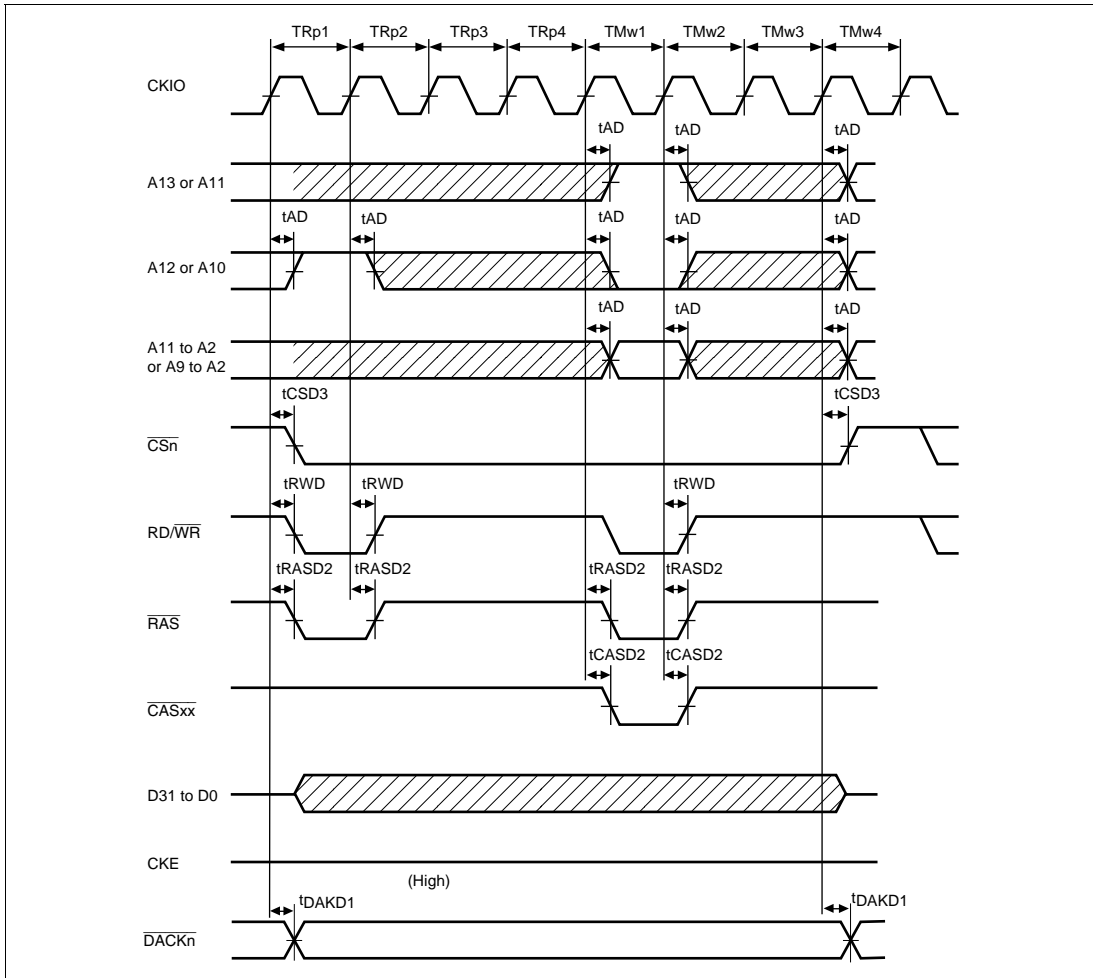 TRp1 TRp2 TRp3 TRp4 TMw1 TMw2 TMw3 TMw4
CKIO
tAD tAD tAD
A13 or A11
tAD tAD tAD tAD tAD
A12 or A10
tAD tAD tAD
A11 to A2
or A9 to A2
tCSD3 tCSD3
CSn
tRWD tRWD tRWD
RD/WR
tRASD2 tRASD2 tRASD2 tRASD2
RAS
tCASD2 tCASD2
CASxx
D31 to D0
CKE
(High)
tDAKD1 tDAKD1
DACKn